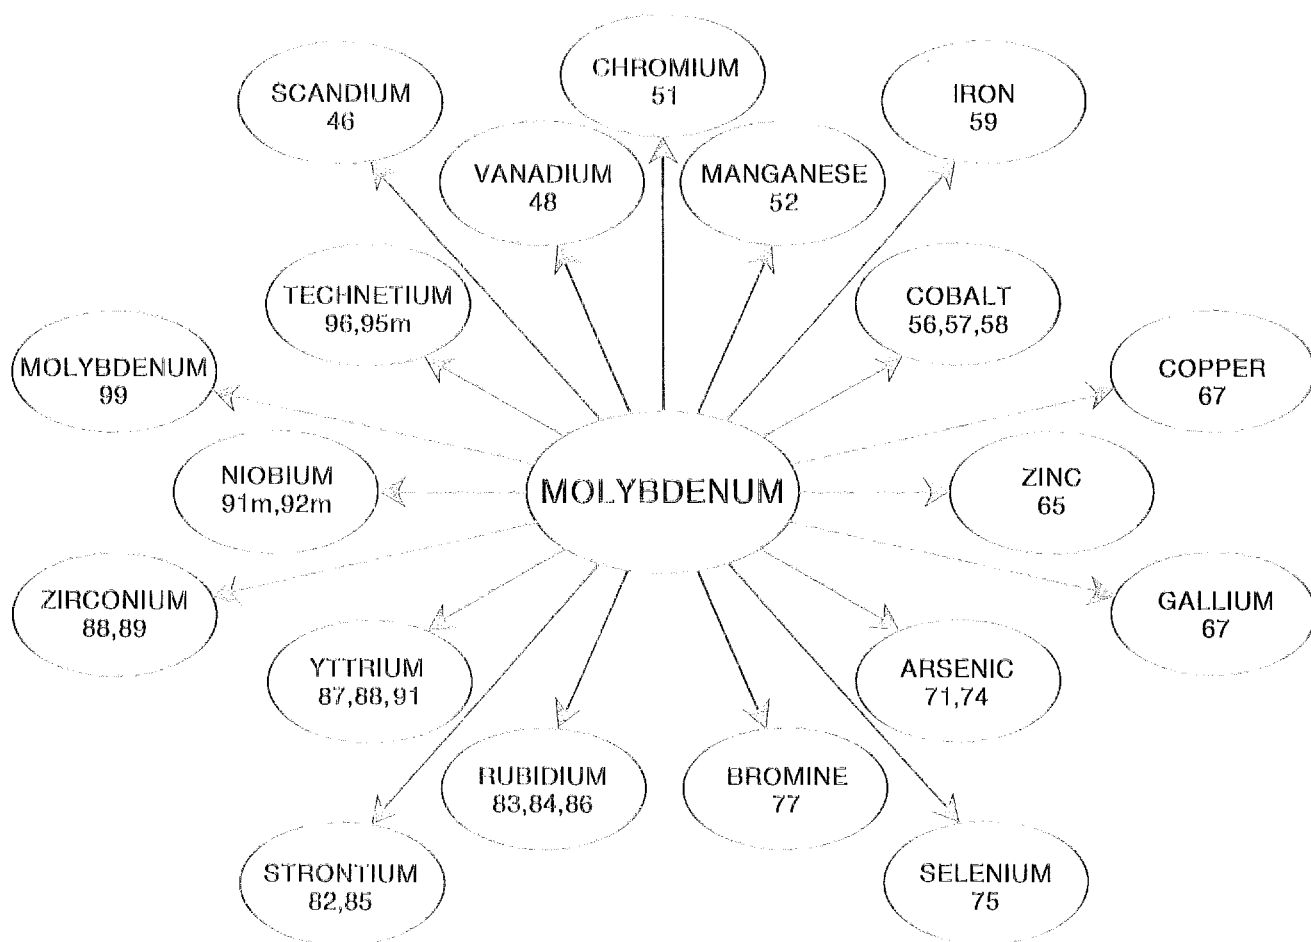 CHROMIUM
51
SCANDIUM
46
IRON
59
VANADIUM
48
MANGANESE
52
TECHNETIUM
96,95m
COBALT
56,57,58
MOLYBDENUM
99
COPPER
67
NIOBIUM
91m,92m
MOLYBDENUM
ZINC
65
ZIRCONIUM
88,89
GALLIUM
67
YTTRIUM
87,88,91
ARSENIC
71,74
RUBIDIUM
83,84,86
BROMINE
77
STRONTIUM
82,85
SELENIUM
75